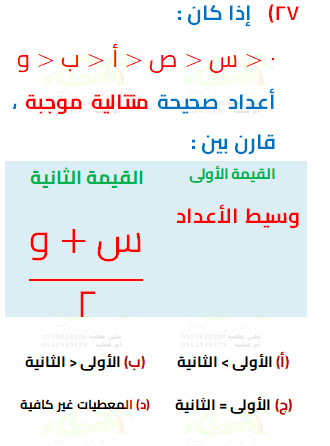 ٢٧) إذا كان :
٠ < س < ص < أ < ب < و
أعداد صحيحة متتالية موجبة ،
قارن بين :
القيمة الأولى القيمة الثانية
وسيط الأعداد
س + و
٢
(أ) الأولى > الثانية (ب) الأولى < الثانية
(ج) الأولى = الثانية (د) المعطيات غير كافية